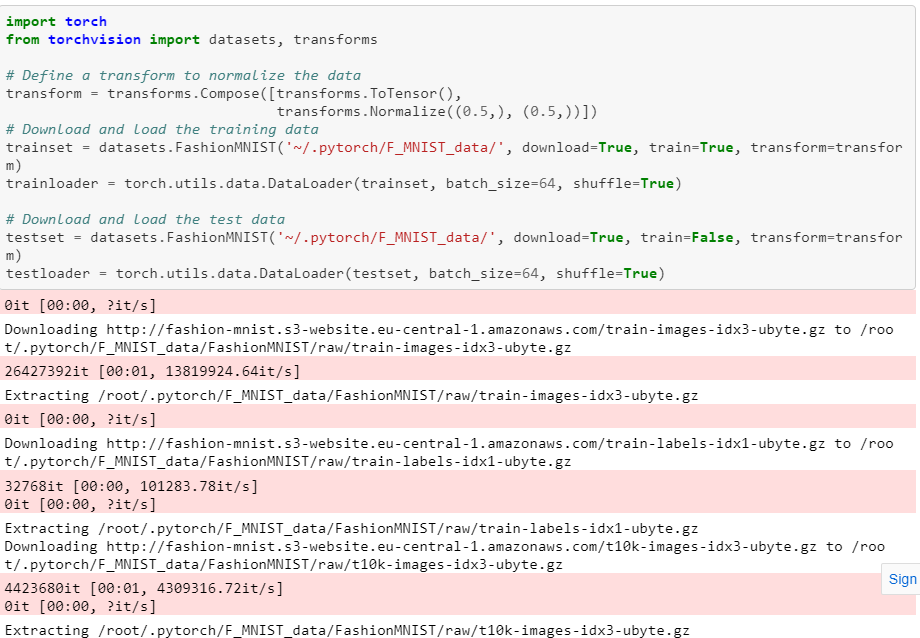 import torch
from torchvision import datasets, transforms
# Define a transform to normalize the data
transform = transforms.Compose([transforms.ToTensor(),
                                transforms.Normalize((0.5,), (0.5,))])
# Download and load the training data
trainset = datasets.FashionMNIST('~/.pytorch/F_MNIST_data/', download=True, train=True, transform=transfor
m)
trainloader = torch.utils.data.DataLoader(trainset, batch_size=64, shuffle=True)
# Download and load the test data
testset = datasets.FashionMNIST('~/.pytorch/F_MNIST_data/', download=True, train=False, transform=transfor
m)
testloader = torch.utils.data.DataLoader(testset, batch_size=64, shuffle=True)
0it [00:00, ?it/s]
Downloading http://fashion-mnist.s3-website.eu-central-1.amazonaws.com/train-images-idx3-ubyte.gz to /roo
t/.pytorch/F_MNIST_data/FashionMNIST/raw/train-images-idx3-ubyte.gz
26427392it [00:01, 13819924.64it/s]
Extracting /root/.pytorch/F_MNIST_data/FashionMNIST/raw/train-images-idx3-ubyte.gz
0it [00:00, ?it/s]
Downloading http://fashion-mnist.s3-website.eu-central-1.amazonaws.com/train-labels-idx1-ubyte.gz to /roo
t/.pytorch/F_MNIST_data/FashionMNIST/raw/train-labels-idx1-ubyte.gz
32768it [00:00, 101283.78it/s]
0it [00:00, ?it/s]
Extracting /root/.pytorch/F_MNIST_data/FashionMNIST/raw/train-labels-idx1-ubyte.gz
Downloading http://fashion-mnist.s3-website.eu-central-1.amazonaws.com/t10k-images-idx3-ubyte.gz to /roo
t/.pytorch/F_MNIST_data/FashionMNIST/raw/t10k-images-idx3-ubyte.gz
Sign
4423680it [00:01, 4309316.72it/s]
0it [00:00, ?it/s]
Extracting /root/.pytorch/F_MNIST_data/FashionMNIST/raw/t10k-images-idx3-ubyte.gz